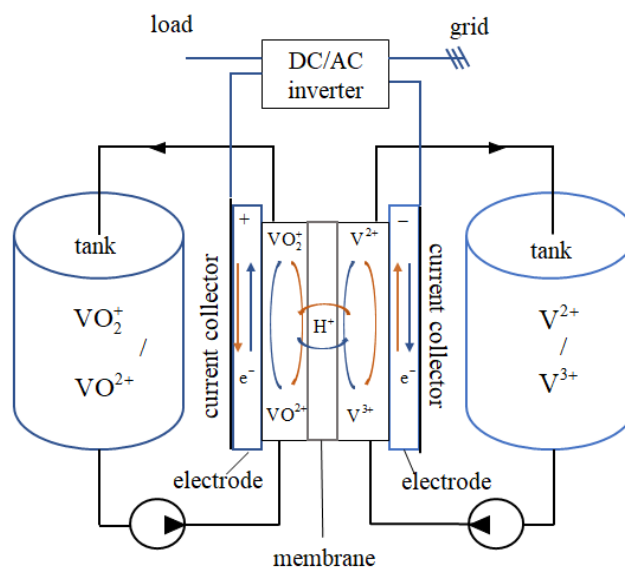 load
grid
DC/AC
inverter
tank
VO₂⁺
/
VO²⁺
current collector
+
e⁻
VO₂⁺
VO²⁺
H⁺
V²⁺
V³⁺
−
e⁻
current collector
tank
V²⁺
/
V³⁺
electrode
electrode
membrane